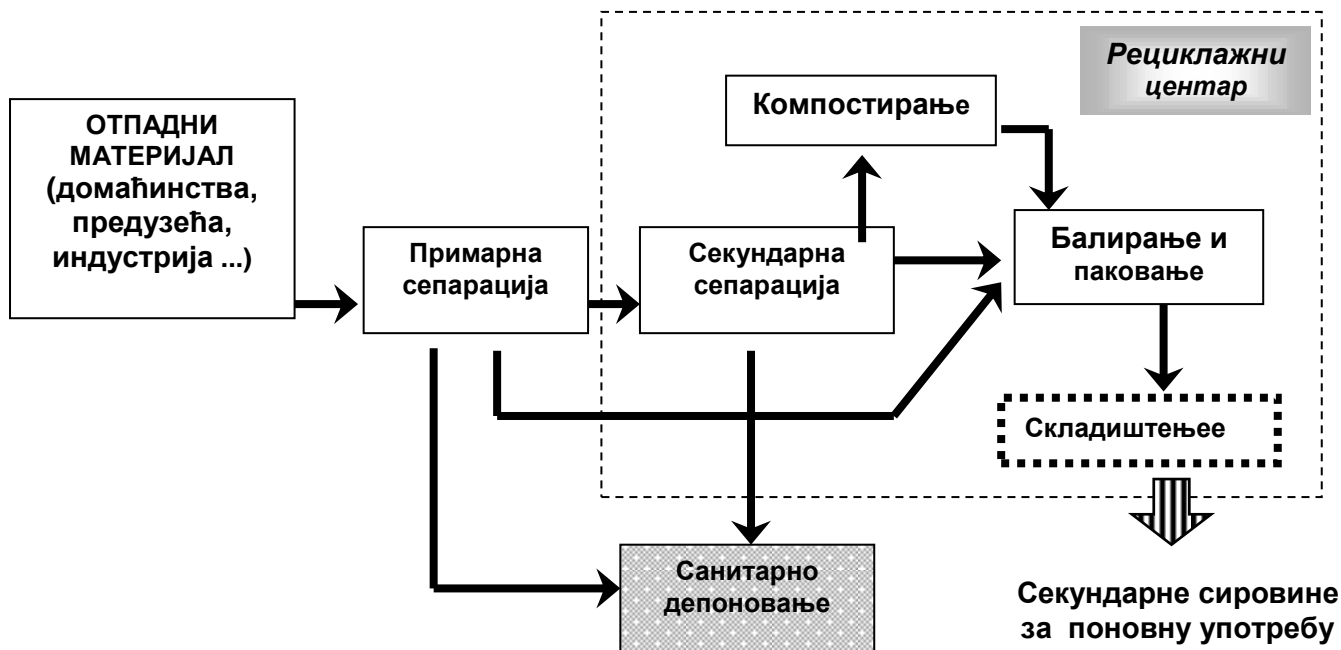 Рециклажни
центар
Компостирање
ОТПАДНИ
МАТЕРИЈАЛ
(домаћинства,
предузећа,
индустрија ...)
Примарна
сепарација
Секундарна
сепарација
Балирање и
паковање
Складиштењее
Санитарно
депоновање
Секундарне сировине
за поновну употребу